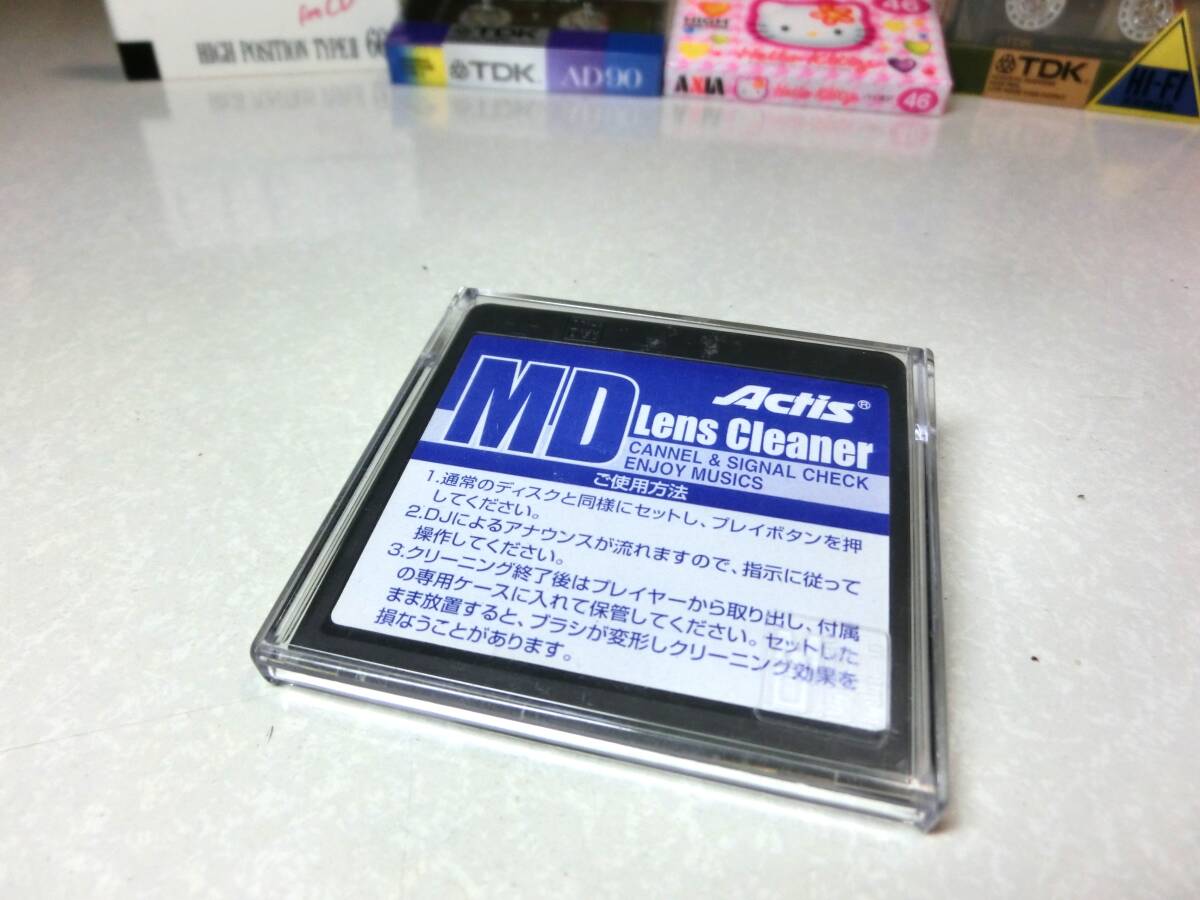 for CD
HIGH POSITION TYPE II
TDK
AD90
HIGH
46
AXIA
46
TDK
HI-FI
MD
Actis®
Lens Cleaner
CANNEL & SIGNAL CHECK
ENJOY MUSICS
ご使用方法
1.通常のディスクと同様にセットし、プレイボタンを押
してください。
2.DJによるアナウンスが流れますので、指示に従って
操作してください。
3.クリーニング終了後はプレイヤーから取り出し、付属
の専用ケースに入れて保管してください。セットした
まま放置すると、ブラシが変形しクリーニング効果を
損なうことがあります。